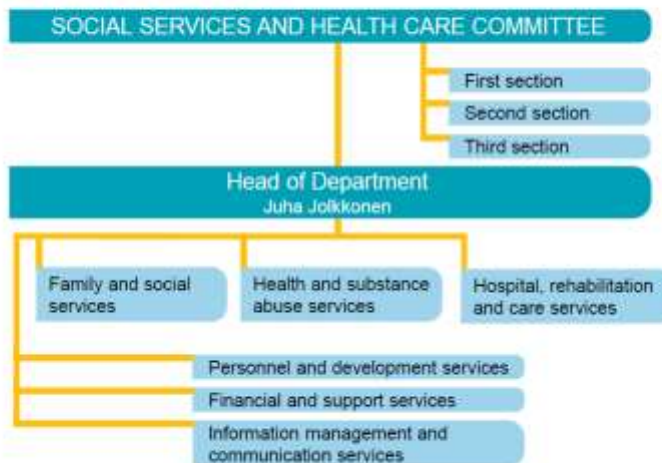 SOCIAL SERVICES AND HEALTH CARE COMMITTEE
First section
Second section
Third section
Head of Department
Juha Jolkkonen
Family and social
services
Health and substance
abuse services
Hospital, rehabilitation
and care services
Personnel and development services
Financial and support services
Information management and
communication services